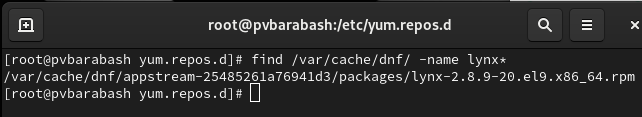 root@pvbarabash:/etc/yum.repos.d
[root@pvbarabash yum.repos.d]# find /var/cache/dnf/ -name lynx*
/var/cache/dnf/appstream-25485261a76941d3/packages/lynx-2.8.9-20.el9.x86_64.rpm
[root@pvbarabash yum.repos.d]#